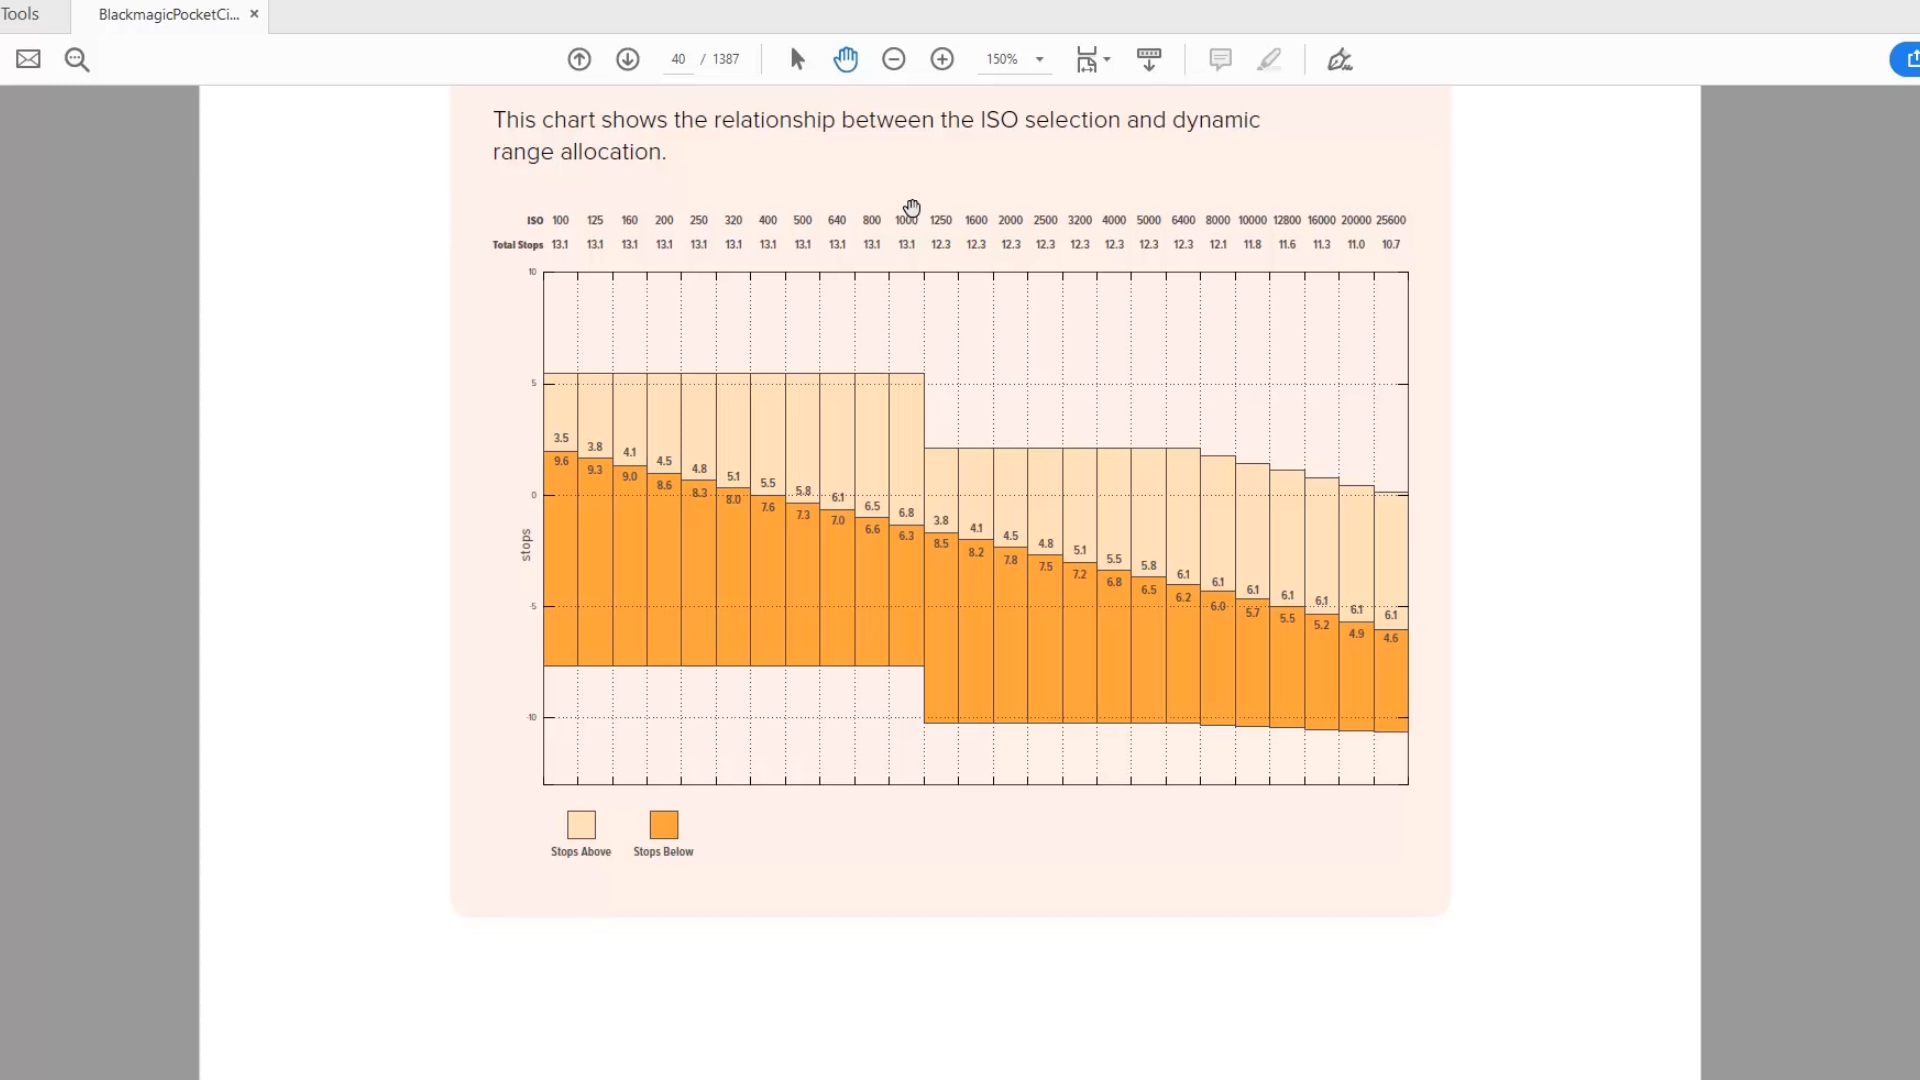 Tools
BlackmagicPocketCi... ×
40 / 1387
150%
This chart shows the relationship between the ISO selection and dynamic
range allocation.
ISO 100 125 160 200 250 320 400 500 640 800 1000 1250 1600 2000 2500 3200 4000 5000 6400 8000 10000 12800 16000 20000 25600
Total Stops 13.1 13.1 13.1 13.1 13.1 13.1 13.1 13.1 13.1 13.1 13.1 12.3 12.3 12.3 12.3 12.3 12.3 12.3 12.3 12.1 11.8 11.6 11.3 11.0 10.7
10
5
0
-5
-10
stops
3.5 3.8 4.1 4.5 4.8 5.1 5.5 5.8 6.1 6.5 6.8 3.8 4.1 4.5 4.8 5.1 5.5 5.8 6.1 6.1 6.1 6.1 6.1 6.1 6.1
9.6 9.3 9.0 8.6 8.3 8.0 7.6 7.3 7.0 6.6 6.3 8.5 8.2 7.8 7.5 7.2 6.8 6.5 6.2 6.0 5.7 5.5 5.2 4.9 4.6
Stops Above Stops Below